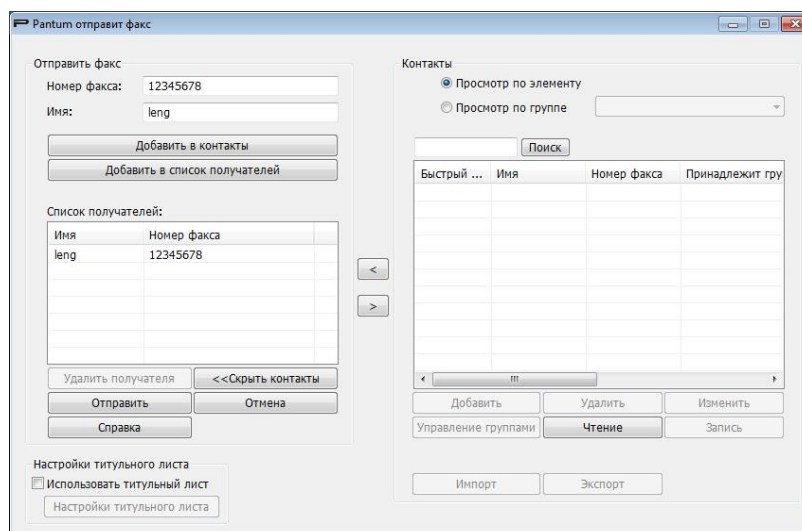 Pantum отправит факс
Отправить факс
Номер факса: 12345678
Имя: leng
Добавить в контакты
Добавить в список получателей
Список получателей:
Имя Номер факса
leng 12345678
Удалить получателя <<Скрыть контакты
Отправить Отмена
Справка
Настройки титульного листа
Использовать титульный лист
Настройки титульного листа
<
>
Контакты
Просмотр по элементу
Просмотр по группе
Поиск
Быстрый ... Имя Номер факса Принадлежит гру
Добавить Удалить Изменить
Управление группами Чтение Запись
Импорт Экспорт